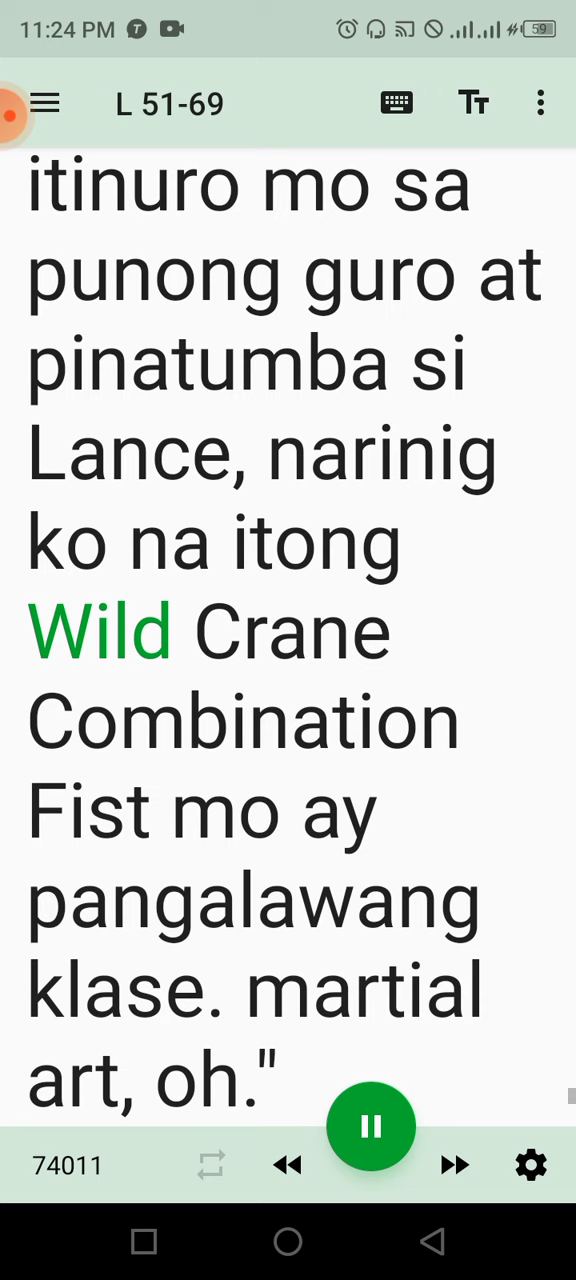 11:24 PM
59
L 51-69
itinuro mo sa
punong guro at
pinatumba si
Lance, narinig
ko na itong
Wild Crane
Combination
Fist mo ay
pangalawang
klase. martial
art, oh."
74011